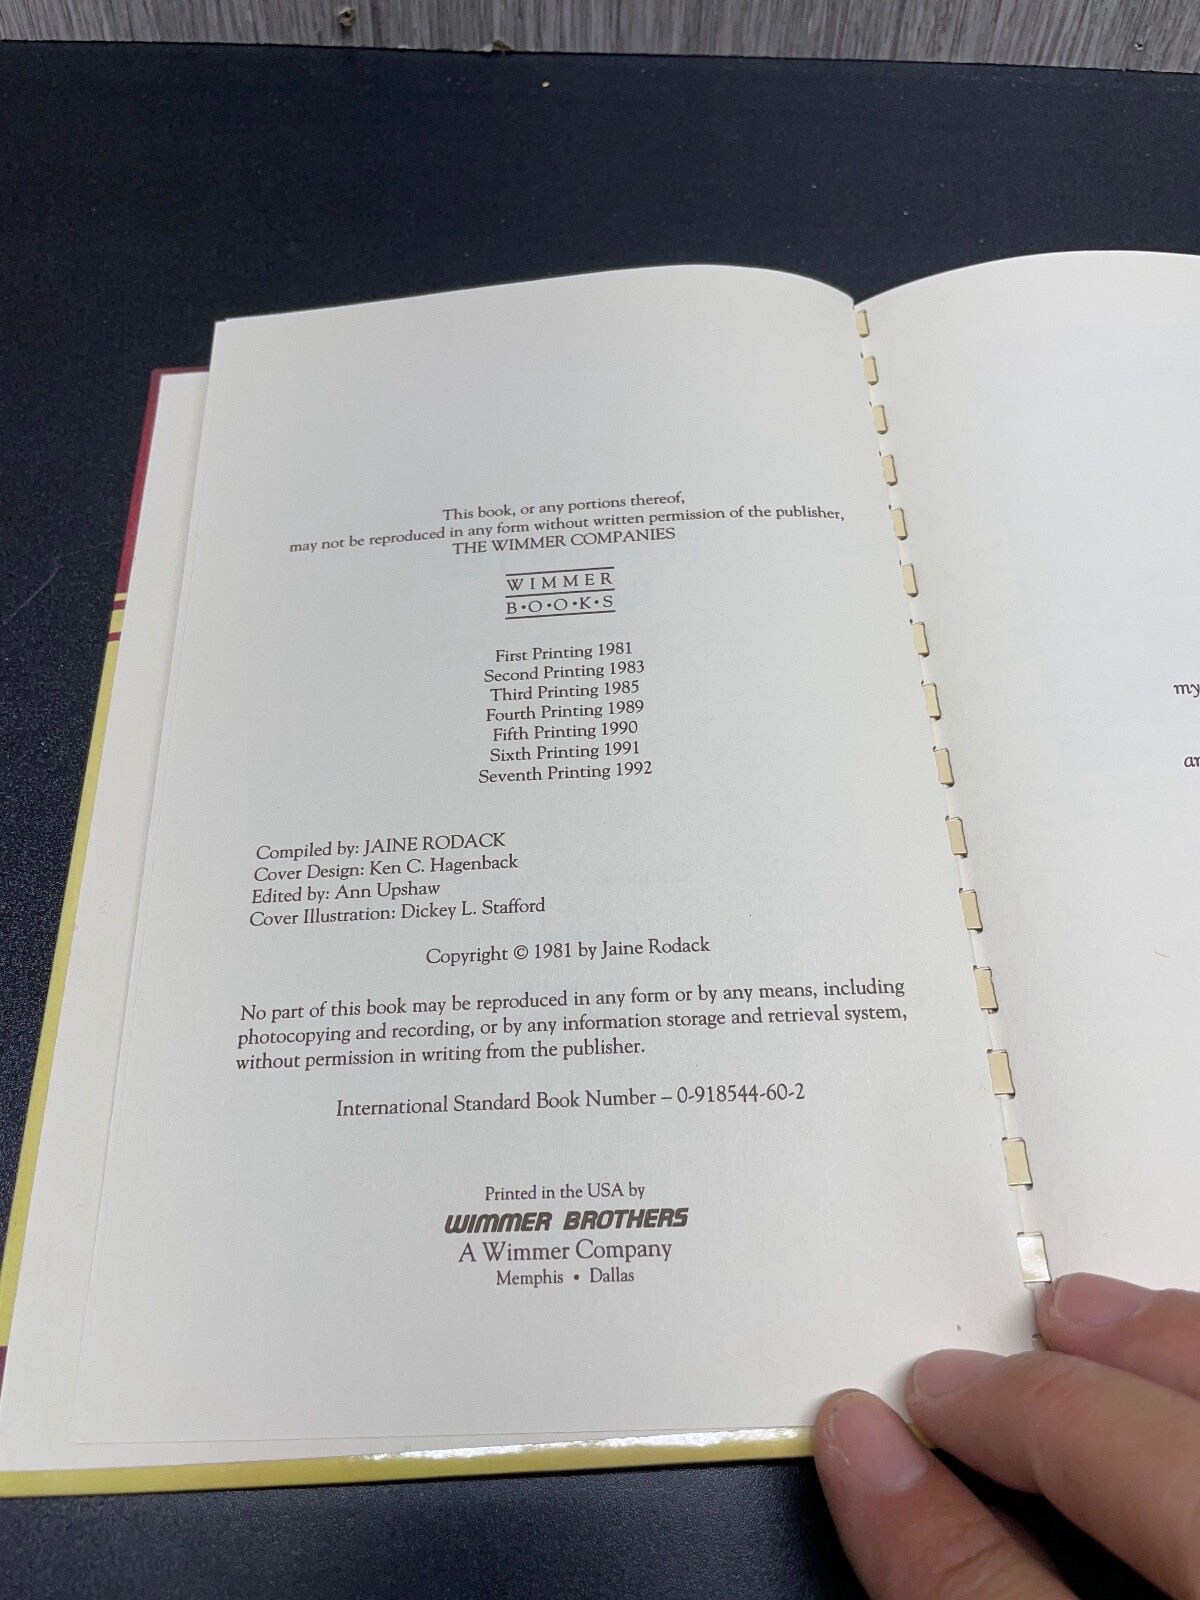 This book, or any portions thereof,
may not be reproduced in any form without written permission of the publisher,
THE WIMMER COMPANIES
WIMMER
B•O•O•K•S
First Printing 1981
Second Printing 1983
Third Printing 1985
Fourth Printing 1989
Fifth Printing 1990
Sixth Printing 1991
Seventh Printing 1992
Compiled by: JAINE RODACK
Cover Design: Ken C. Hagenback
Edited by: Ann Upshaw
Cover Illustration: Dickey L. Stafford
Copyright © 1981 by Jaine Rodack
No part of this book may be reproduced in any form or by any means, including
photocopying and recording, or by any information storage and retrieval system,
without permission in writing from the publisher.
International Standard Book Number – 0-918544-60-2
Printed in the USA by
WIMMER BROTHERS
A Wimmer Company
Memphis • Dallas
my